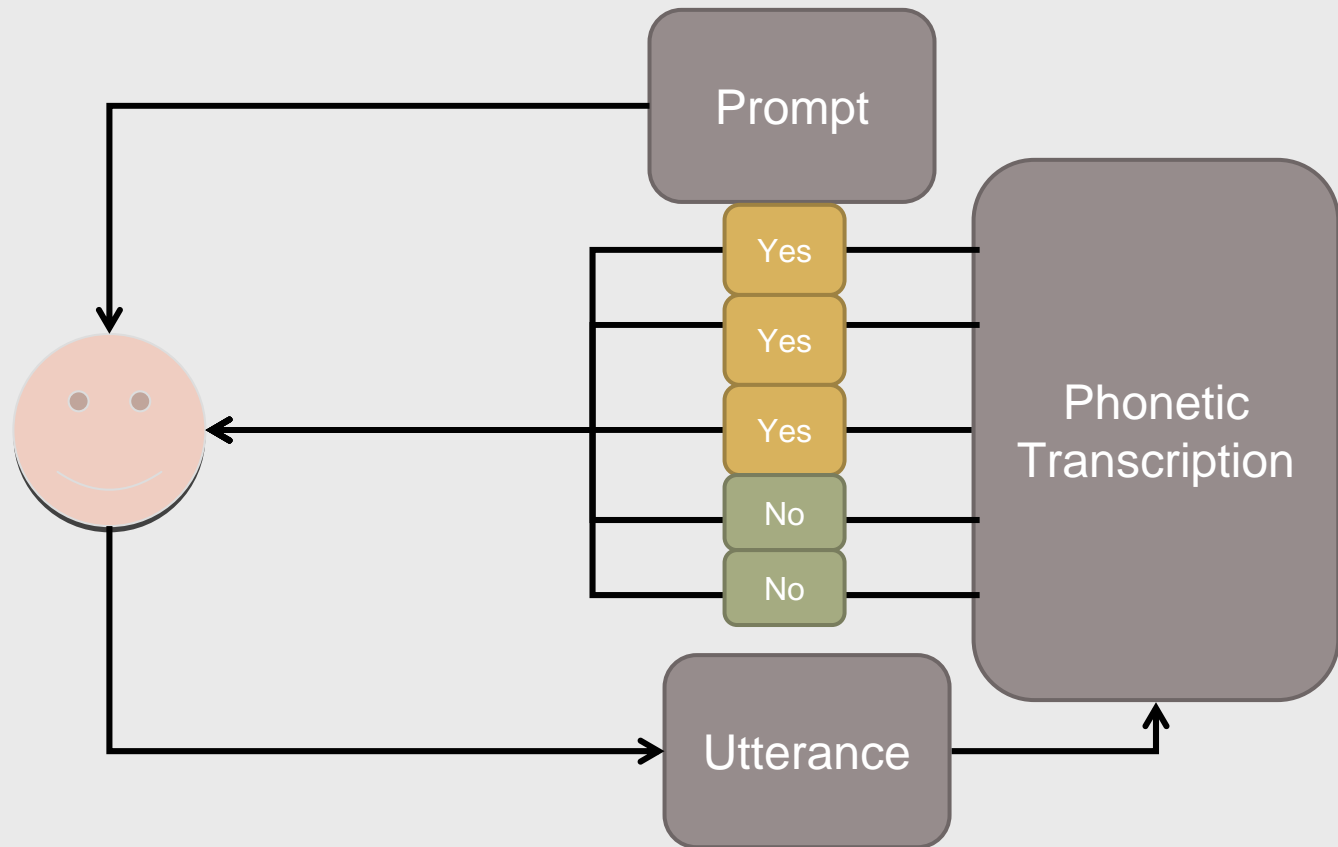 Prompt
Yes
Yes
Yes
No
No
Phonetic
Transcription
Utterance